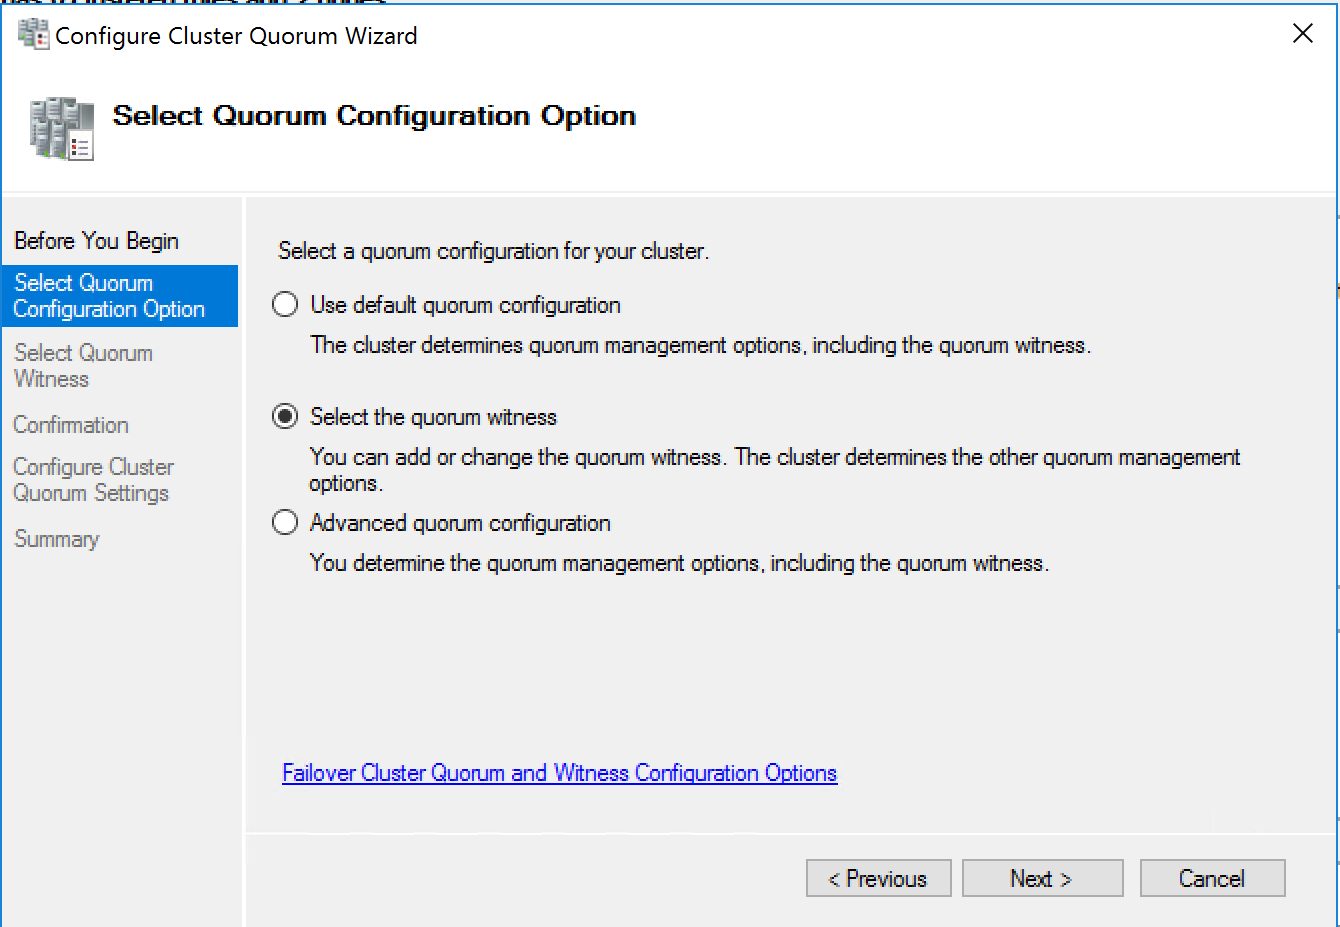 Configure Cluster Quorum Wizard
Select Quorum Configuration Option
Before You Begin
Select Quorum
Configuration Option
Select Quorum
Witness
Confirmation
Configure Cluster
Quorum Settings
Summary
Select a quorum configuration for your cluster.
Use default quorum configuration
The cluster determines quorum management options, including the quorum witness.
Select the quorum witness
You can add or change the quorum witness. The cluster determines the other quorum management
options.
Advanced quorum configuration
You determine the quorum management options, including the quorum witness.
Failover Cluster Quorum and Witness Configuration Options
< Previous
Next >
Cancel